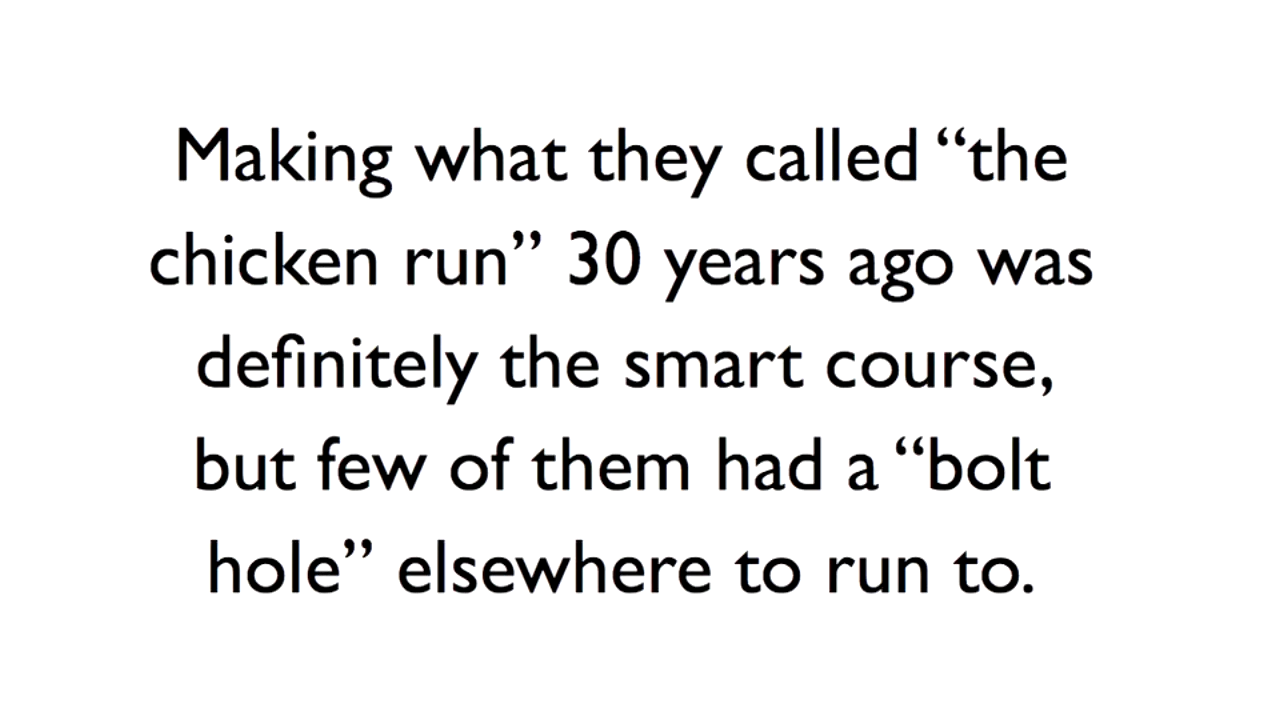 Making what they called “the
chicken run” 30 years ago was
definitely the smart course,
but few of them had a “bolt
hole” elsewhere to run to.